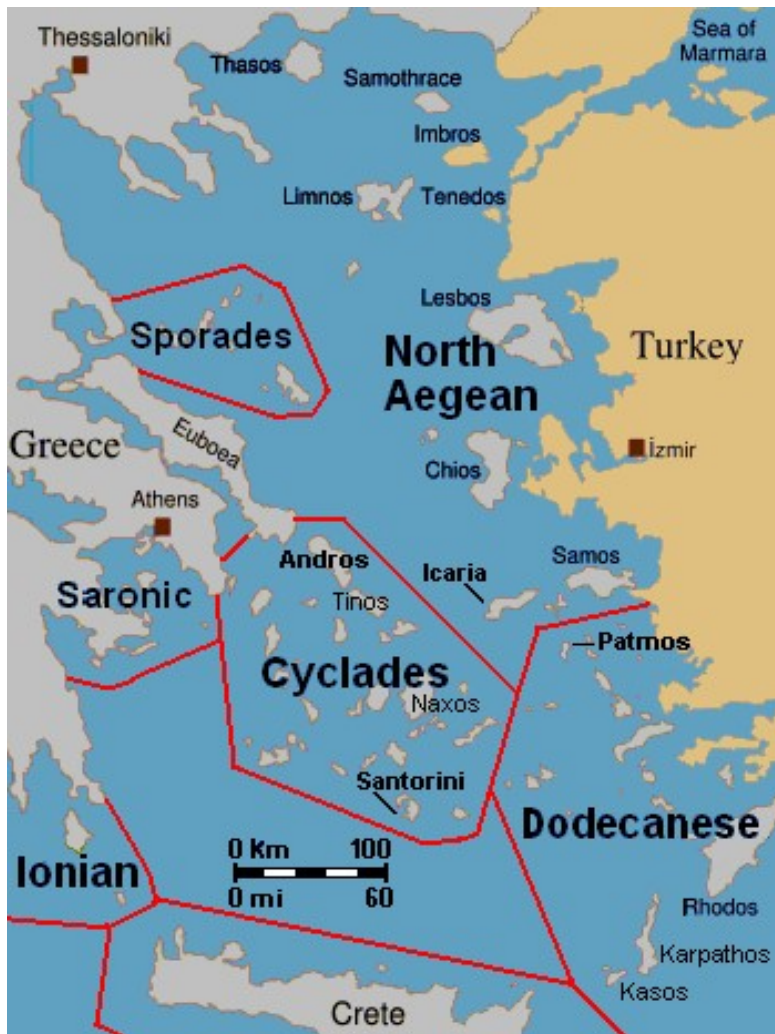 Thessaloniki
Thasos
Samothrace
Sea of
Marmara
Imbros
Limnos
Tenedos
Lesbos
Sporades
North
Aegean
Turkey
Euboea
Greece
Chios
İzmir
Athens
Andros
Icaria
Samos
Saronic
Tinos
Patmos
Cyclades
Naxos
Santorini
Dodecanese
0 Km 100
0 mi 60
Ionian
Rhodos
Karpathos
Kasos
Crete